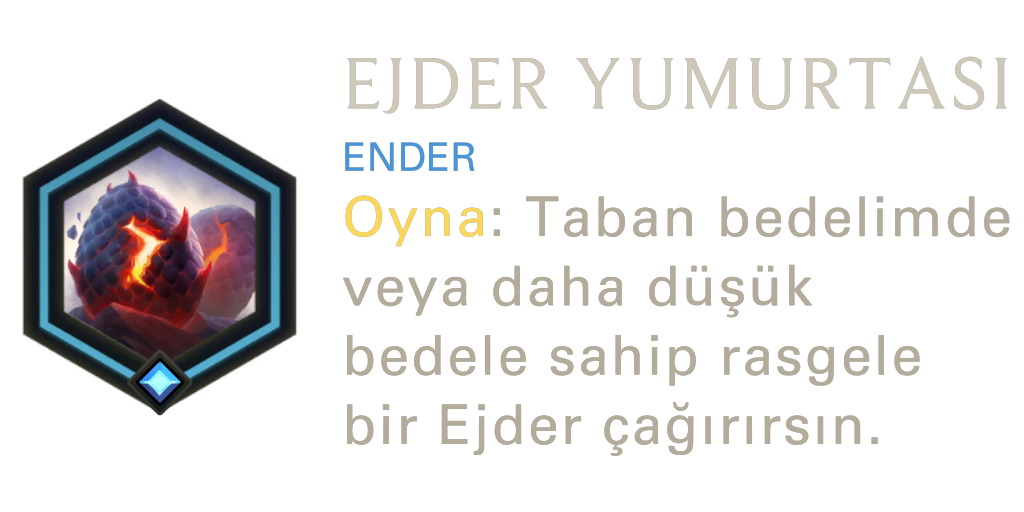 EJDER YUMURTASI
ENDER
Oyna: Taban bedelimde
veya daha düşük
bedele sahip rasgele
bir Ejder çağırırsın.